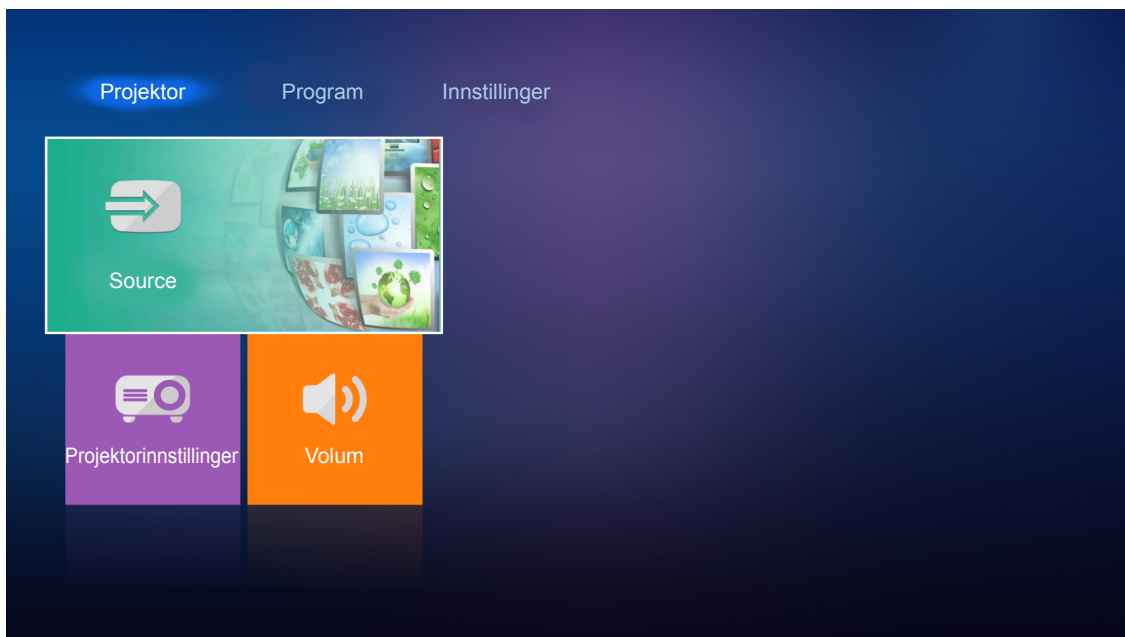 Projektor
Program
Innstillinger
Source
Projektorinnstillinger
Volum